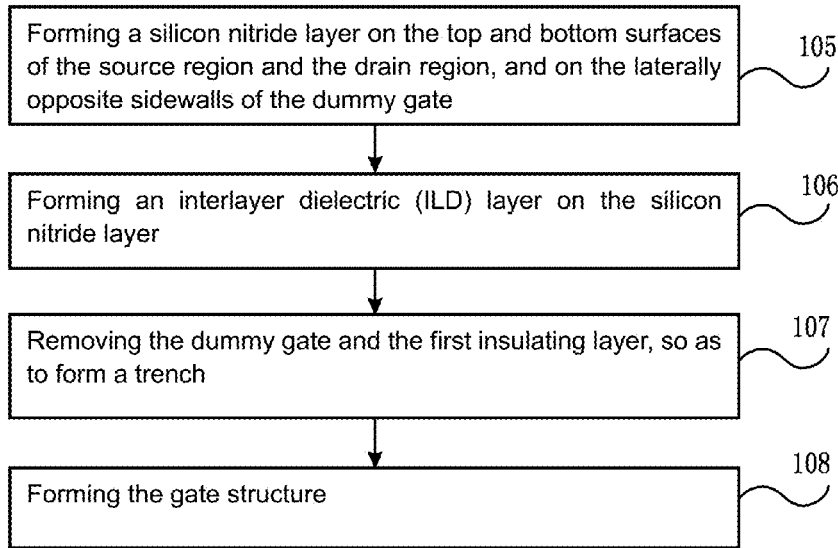 Forming a silicon nitride layer on the top and bottom surfaces
of the source region and the drain region, and on the laterally
opposite sidewalls of the dummy gate
105
Forming an interlayer dielectric (ILD) layer on the silicon
nitride layer
106
Removing the dummy gate and the first insulating layer, so as
to form a trench
107
Forming the gate structure
108